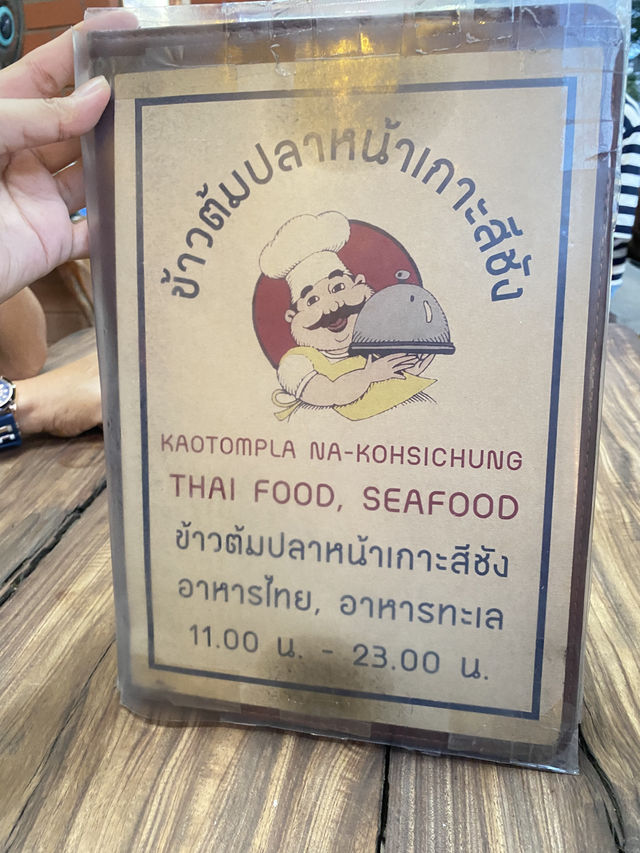 ข้าวต้มปลาหน้าเกาะสีชัง
KAOTOMPLA NA-KOHSICHUNG
THAI FOOD, SEAFOOD
ข้าวต้มปลาหน้าเกาะสีชัง
อาหารไทย, อาหารทะเล
11.00 น. - 23.00 น.